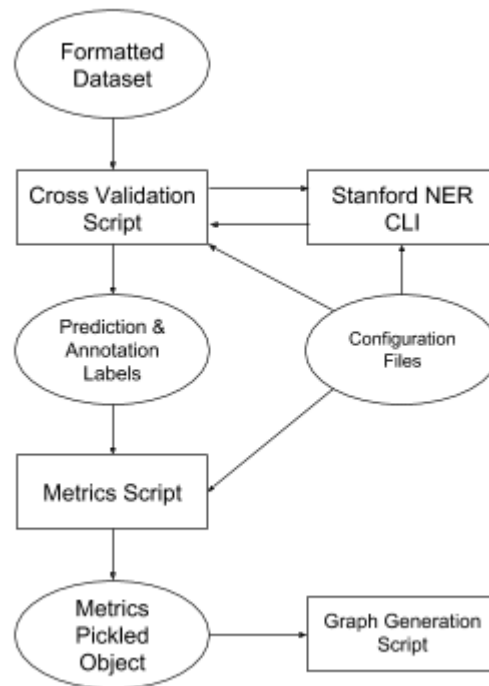 Formatted
Dataset
Cross Validation
Script
Stanford NER
CLI
Prediction &
Annotation
Labels
Configuration
Files
Metrics Script
Metrics
Pickled
Object
Graph Generation
Script